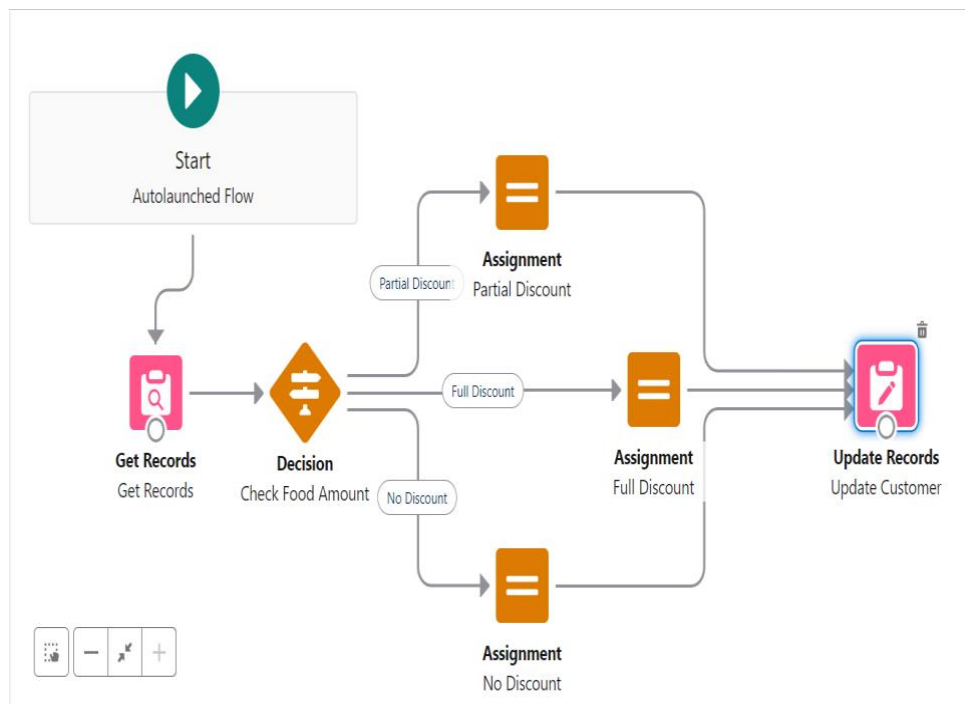 Start
Autolaunched Flow
Assignment
Partial Discount
Partial Discount
Full Discount
Get Records
Get Records
Decision
Check Food Amount
No Discount
Assignment
Full Discount
Update Records
Update Customer
Assignment
No Discount